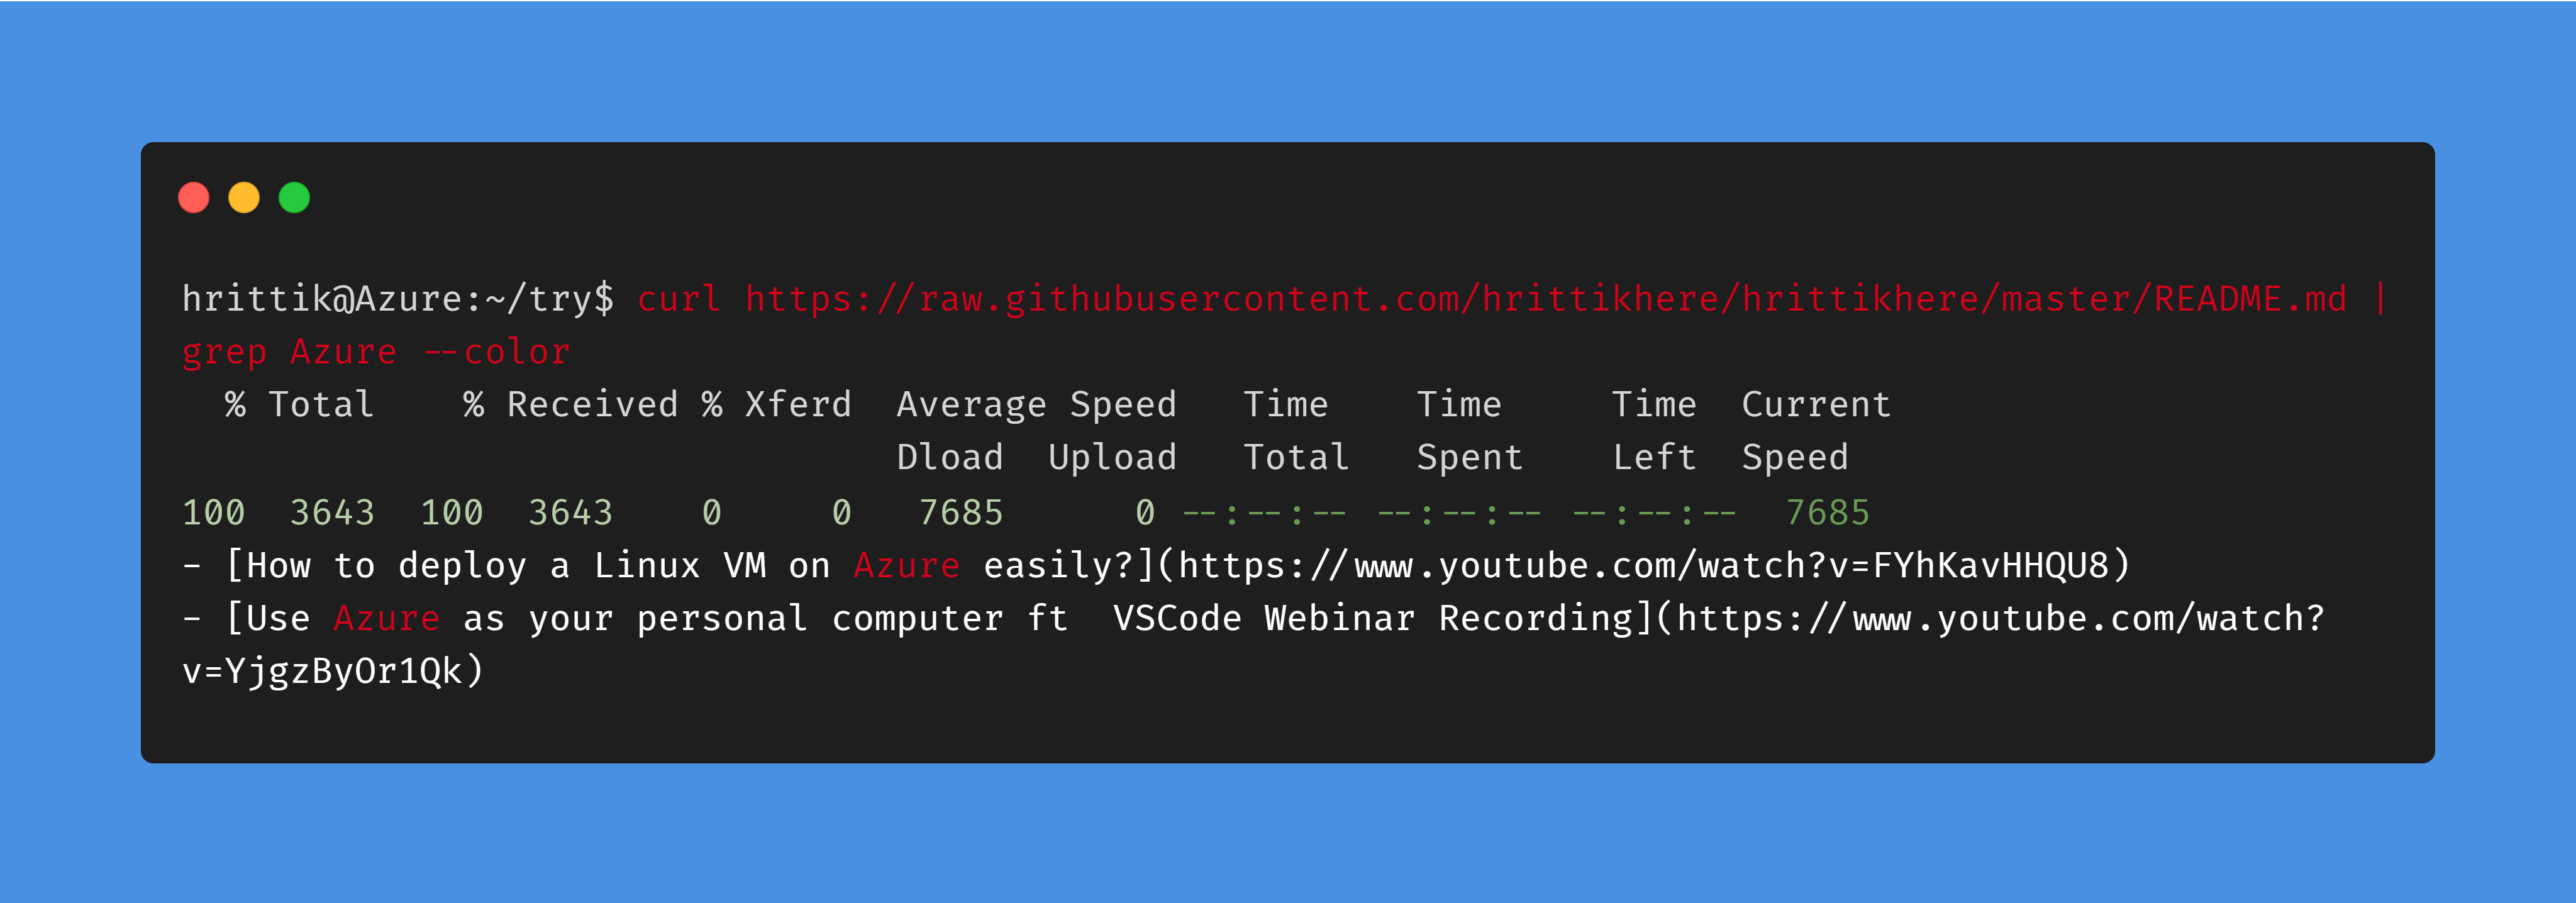 hrittik@Azure:~/try$ curl https://raw.githubusercontent.com/hrittikhere/hrittikhere/master/README.md |
grep Azure --color
  % Total    % Received % Xferd  Average Speed   Time    Time     Time  Current
                                 Dload  Upload   Total   Spent    Left  Speed
100  3643  100  3643    0     0   7685      0 --:--:-- --:--:-- --:--:--  7685
- [How to deploy a Linux VM on Azure easily?](https://www.youtube.com/watch?v=FYhKavHHQU8)
- [Use Azure as your personal computer ft  VSCode Webinar Recording](https://www.youtube.com/watch?
v=YjgzByOr1Qk)